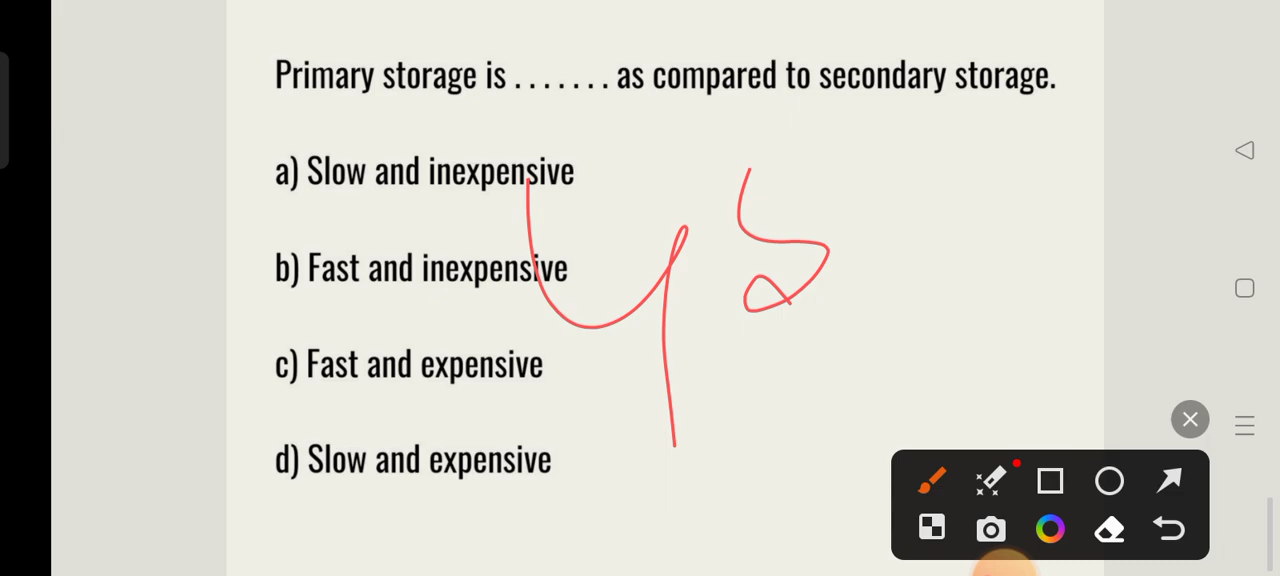 Primary storage is ....... as compared to secondary storage.
a) Slow and inexpensive
b) Fast and inexpensive
c) Fast and expensive
d) Slow and expensive